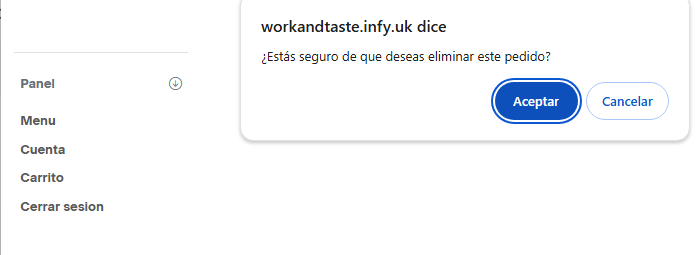 workandtaste.infy.uk dice
¿Estás seguro de que deseas eliminar este pedido?
Aceptar
Cancelar
Panel
Menu
Cuenta
Carrito
Cerrar sesion